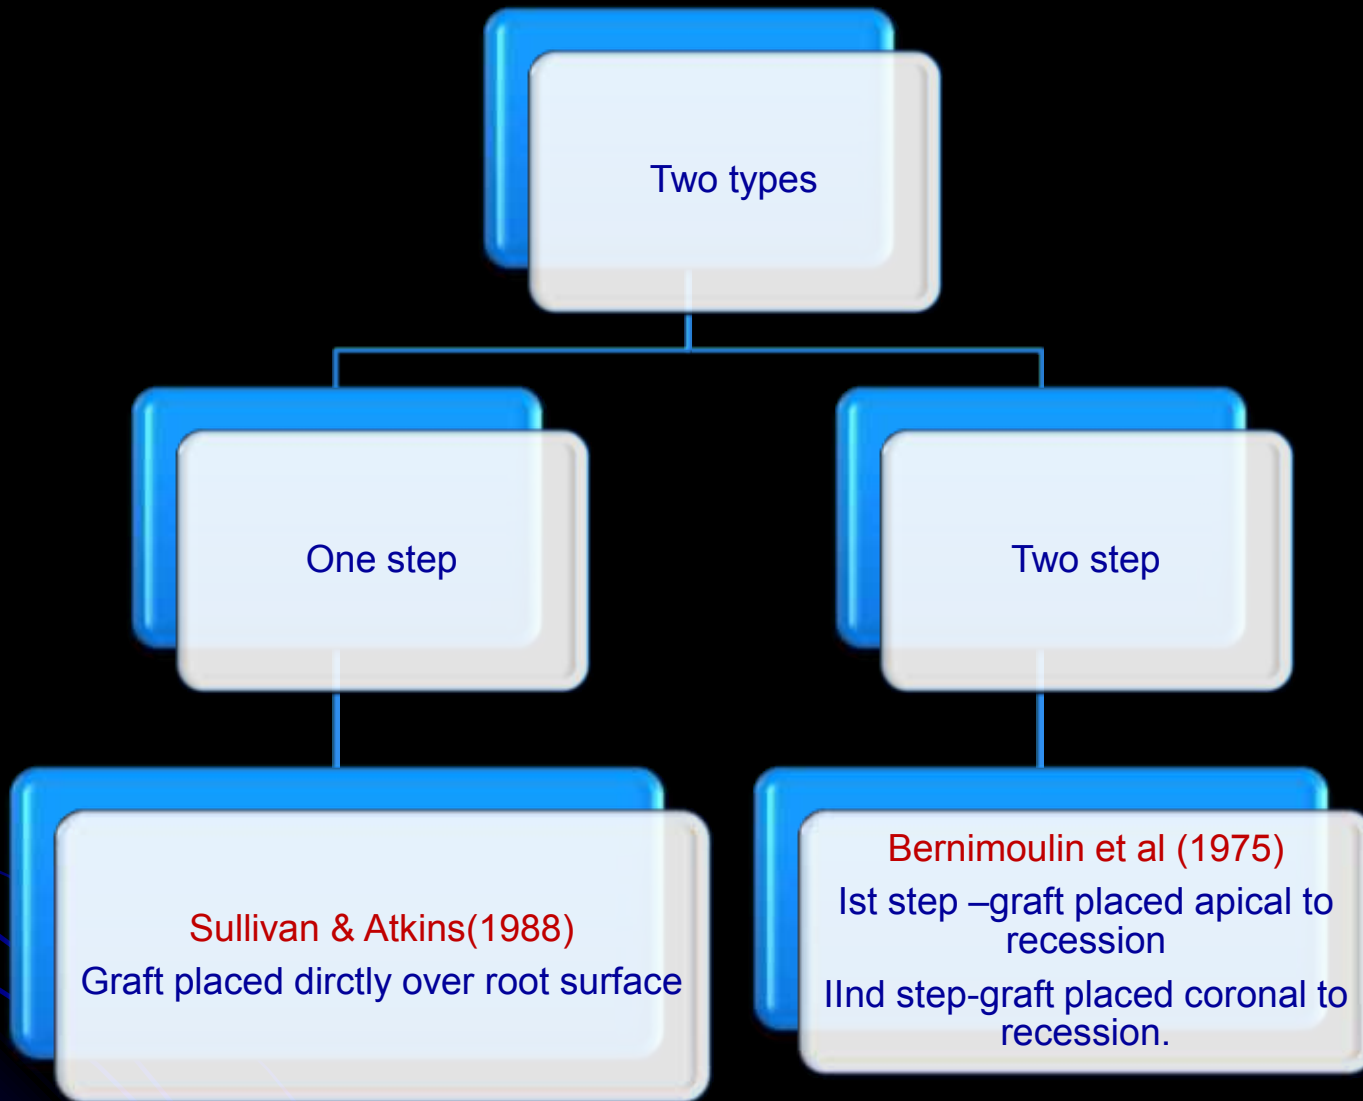 Two types
One step
Two step
Sullivan & Atkins(1988)
Graft placed dirctly over root surface
Bernimoulin et al (1975)
Ist step –graft placed apical to
recession
IInd step-graft placed coronal to
recession.